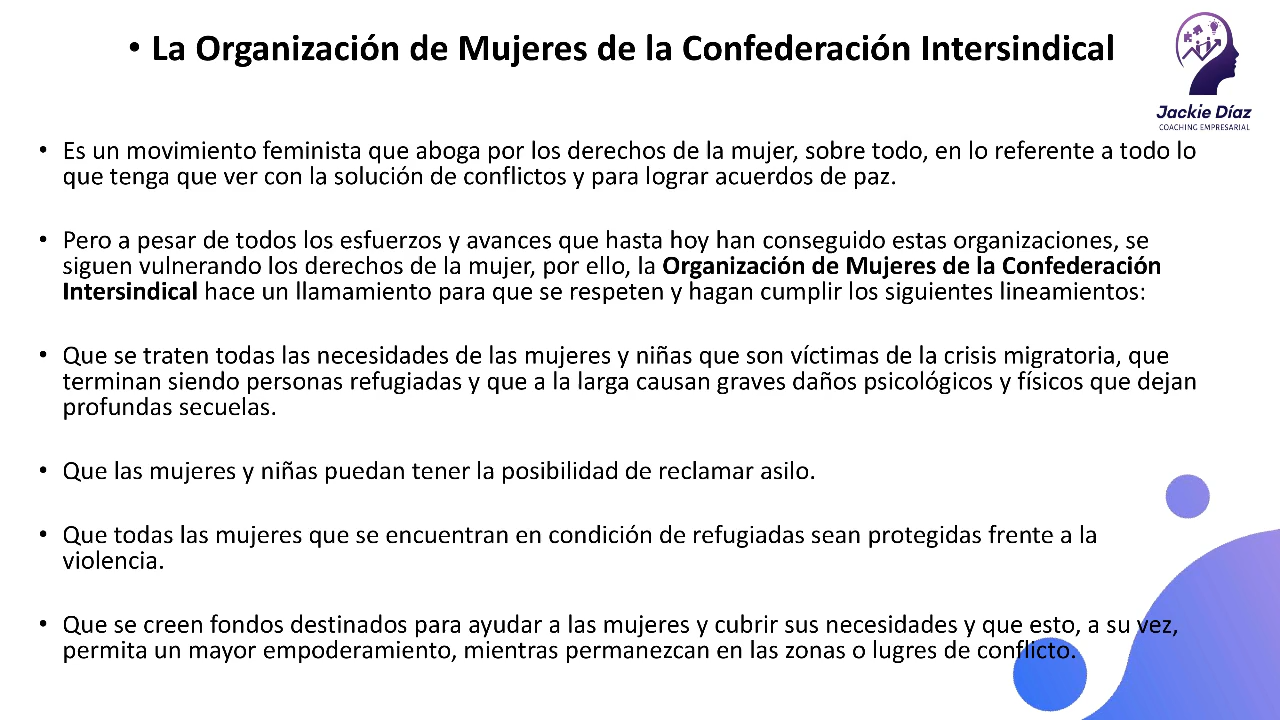 • La Organización de Mujeres de la Confederación Intersindical
Jackie Díaz
COACHING EMPRESARIAL
• Es un movimiento feminista que aboga por los derechos de la mujer, sobre todo, en lo referente a todo lo
que tenga que ver con la solución de conflictos y para lograr acuerdos de paz.
• Pero a pesar de todos los esfuerzos y avances que hasta hoy han conseguido estas organizaciones, se
siguen vulnerando los derechos de la mujer, por ello, la Organización de Mujeres de la Confederación
Intersindical hace un llamamiento para que se respeten y hagan cumplir los siguientes lineamientos:
• Que se traten todas las necesidades de las mujeres y niñas que son víctimas de la crisis migratoria, que
terminan siendo personas refugiadas y que a la larga causan graves daños psicológicos y físicos que dejan
profundas secuelas.
• Que las mujeres y niñas puedan tener la posibilidad de reclamar asilo.
• Que todas las mujeres que se encuentran en condición de refugiadas sean protegidas frente a la
violencia.
• Que se creen fondos destinados para ayudar a las mujeres y cubrir sus necesidades y que esto, a su vez,
permita un mayor empoderamiento, mientras permanezcan en las zonas o lugres de conflicto.